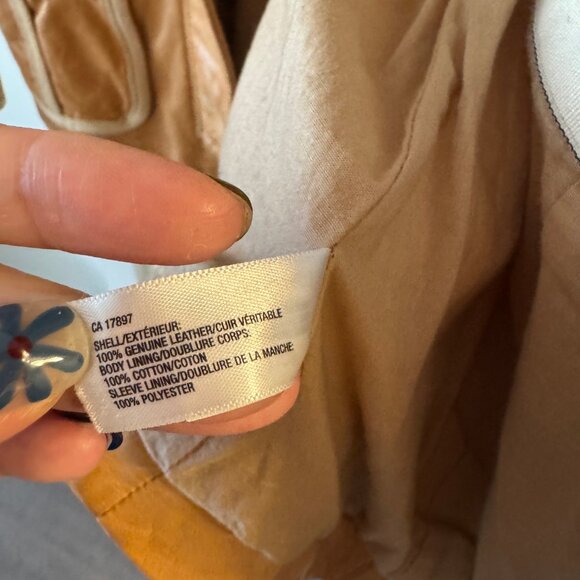 CA 17897
SHELL/EXTÉRIEUR:
100% GENUINE LEATHER/CUIR VÉRITABLE
BODY LINING/DOUBLURE CORPS:
100% COTTON/COTON
SLEEVE LINING/DOUBLURE DE LA MANCHE:
100% POLYESTER